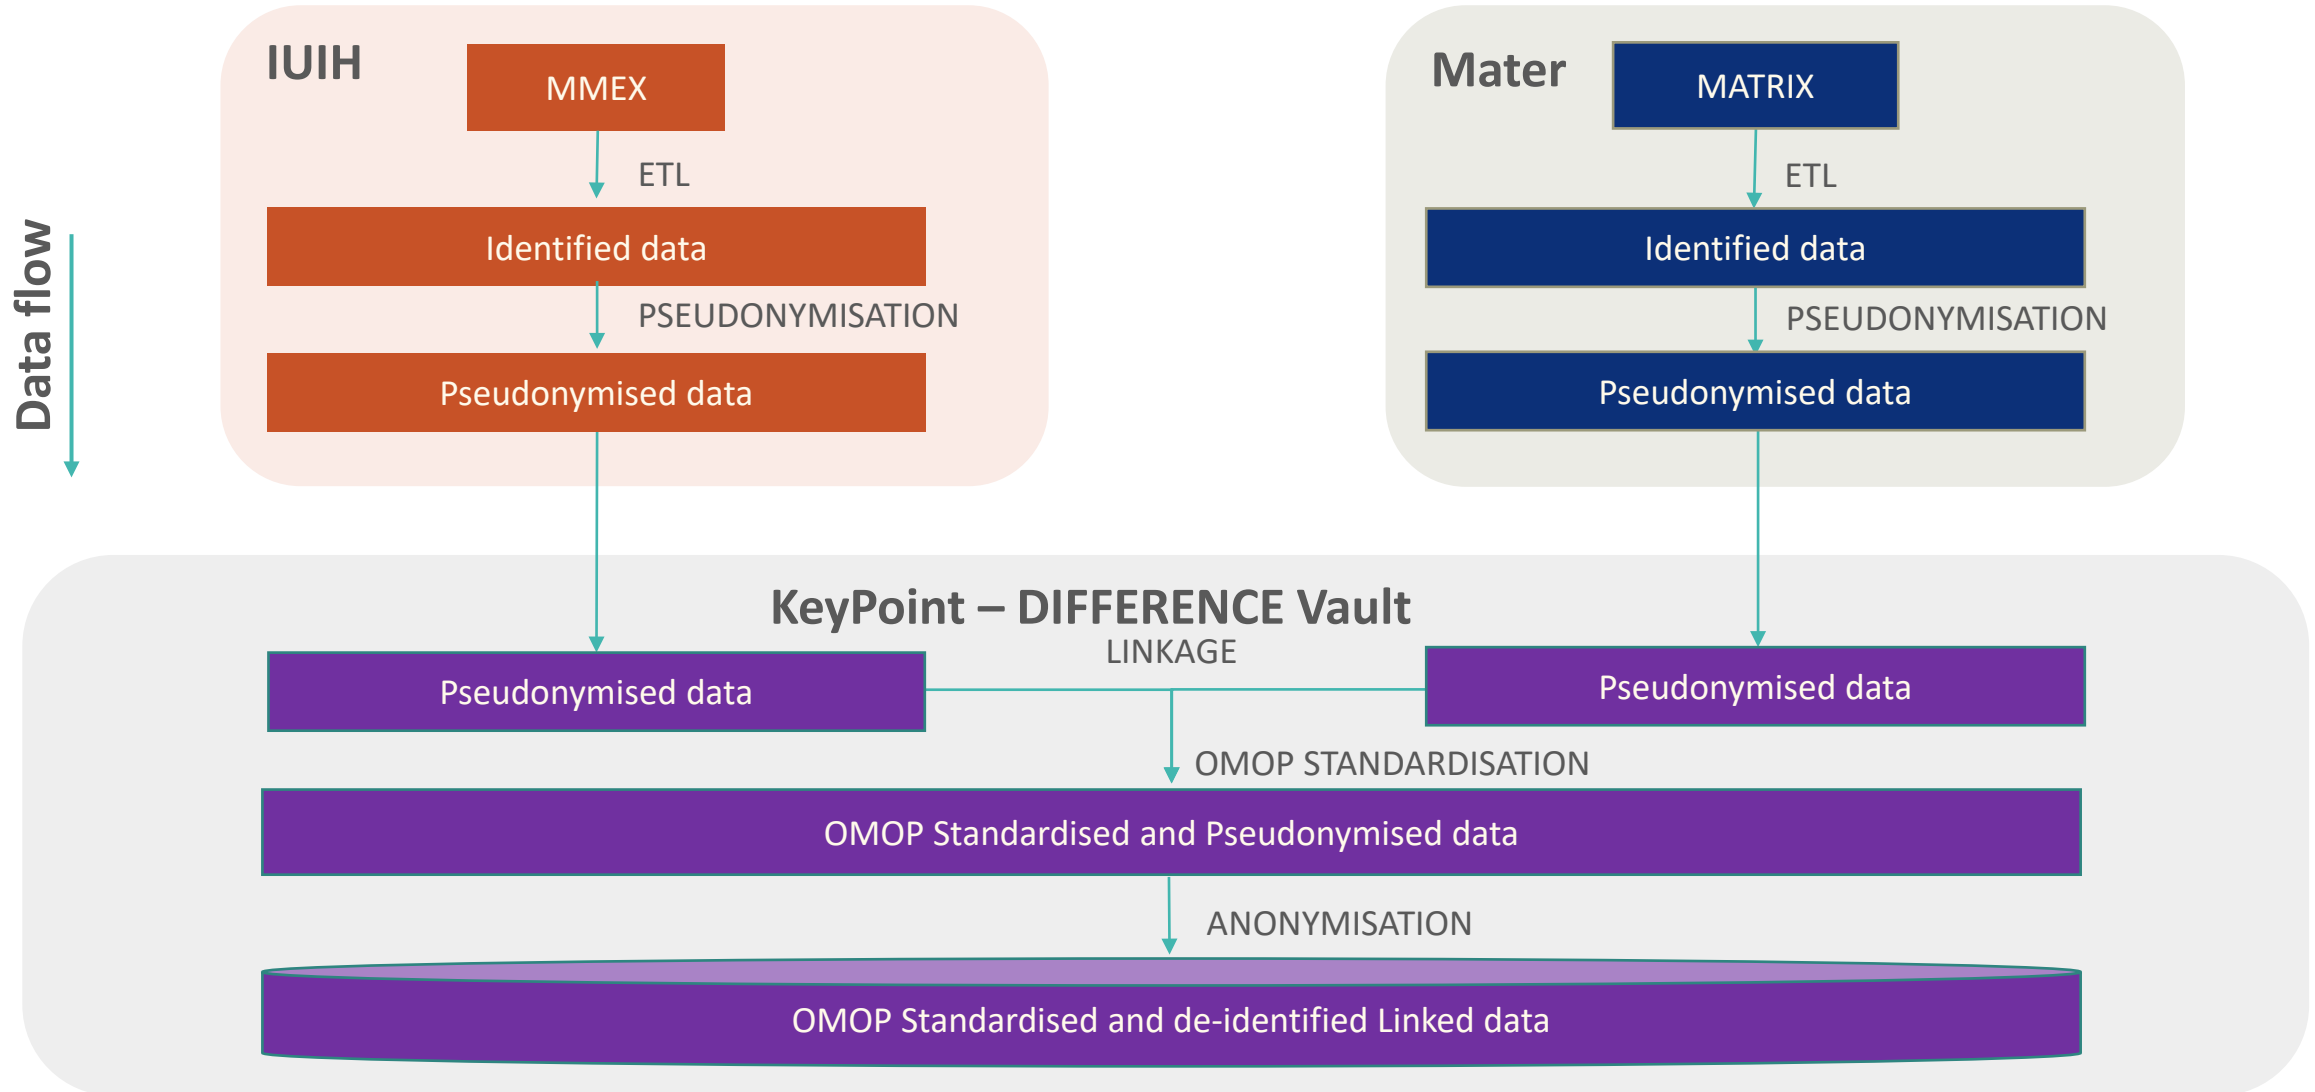 IUIH
MMEX
ETL
Identified data
PSEUDONYMISATION
Pseudonymised data
Mater
MATRIX
ETL
Identified data
PSEUDONYMISATION
Pseudonymised data
Data flow
KeyPoint – DIFFERENCE Vault
LINKAGE
Pseudonymised data
Pseudonymised data
OMOP STANDARDISATION
OMOP Standardised and Pseudonymised data
ANONYMISATION
OMOP Standardised and de-identified Linked data